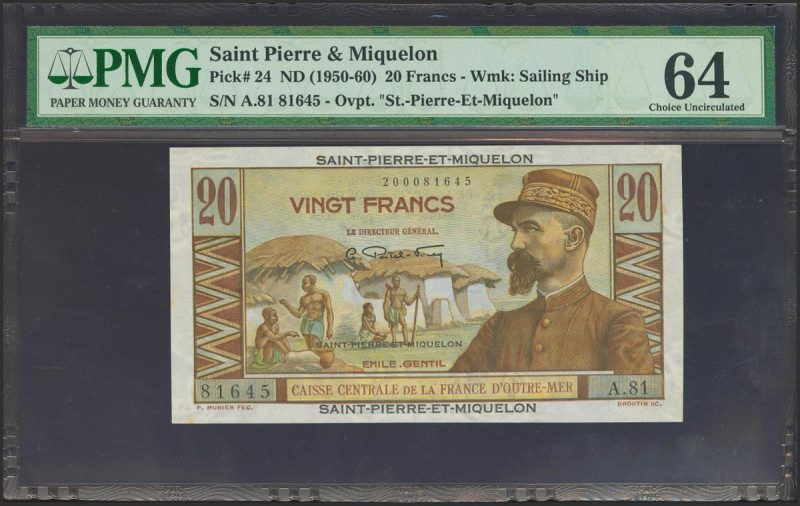 PMG
PAPER MONEY GUARANTY
Saint Pierre & Miquelon
Pick# 24 ND (1950-60) 20 Francs - Wmk: Sailing Ship
S/N A.81 81645 - Ovpt. "St.-Pierre-Et-Miquelon"
64
Choice Uncirculated
SAINT-PIERRE-ET-MIQUELON
20
200081645
20
VINGT FRANCS
LE DIRECTEUR GÉNÉRAL,
SAINT-PIERRE-ET-MIQUELON
EMILE.GENTIL
81645
CAISSE CENTRALE DE LA FRANCE D'OUTRE-MER
A.81
P. MUNIER FEC.
SAINT-PIERRE-ET-MIQUELON